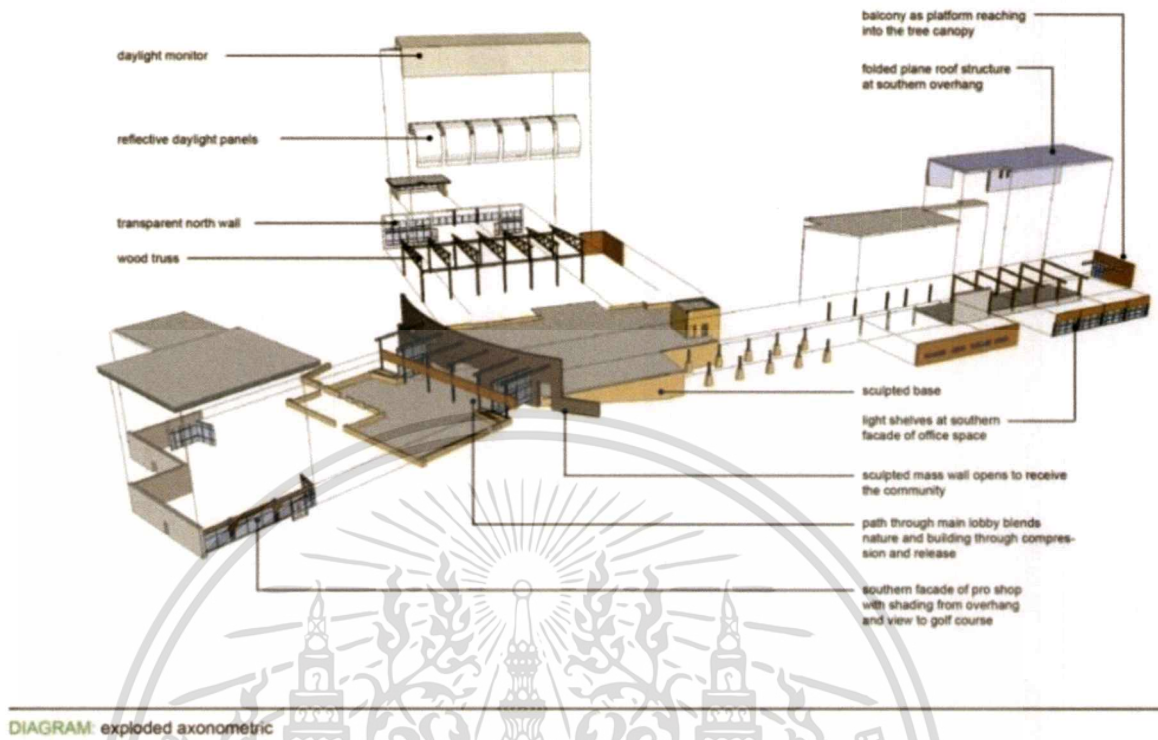 daylight monitor
reflective daylight panels
transparent north wall
wood truss
balcony as platform reaching
into the tree canopy
folded plane roof structure
at southern overhang
sculpted base
light shelves at southern
facade of office space
sculpted mass wall opens to receive
the community
path through main lobby blends
nature and building through compres-
sion and release
southern facade of pro shop
with shading from overhang
and view to golf course
DIAGRAM: exploded axonometric